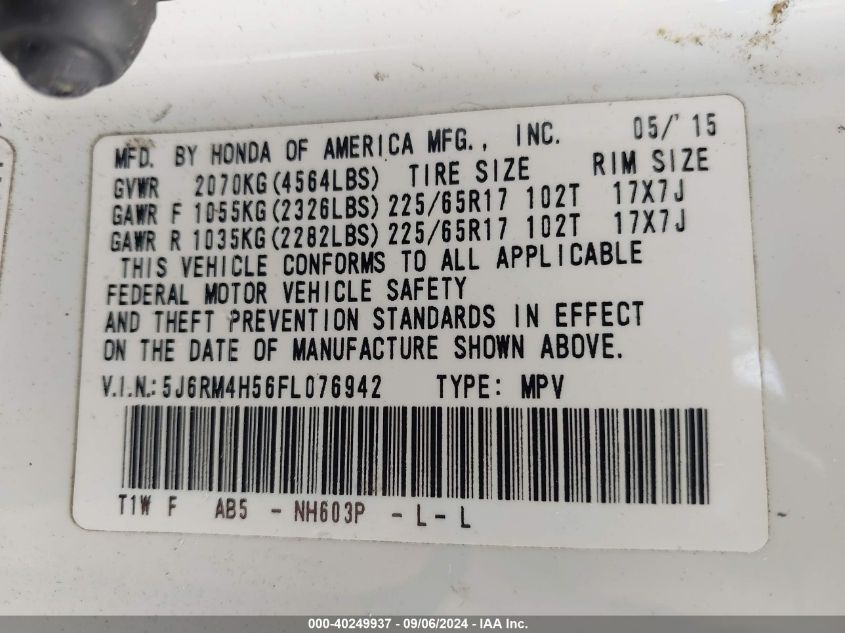 MFD. BY HONDA OF AMERICA MFG., INC. 05/'15
GVWR 2070KG(4564LBS) TIRE SIZE RIM SIZE
GAWR F 1055KG(2326LBS) 225/65R17 102T 17X7J
GAWR R 1035KG(2282LBS) 225/65R17 102T 17X7J
THIS VEHICLE CONFORMS TO ALL APPLICABLE
FEDERAL MOTOR VEHICLE SAFETY
AND THEFT PREVENTION STANDARDS IN EFFECT
ON THE DATE OF MANUFACTURE SHOWN ABOVE.
V.I.N.: 5J6RM4H56FL076942 TYPE: MPV
T1W F AB5 - NH603P - L - L
000-40249937 - 09/06/2024 - IAA Inc.